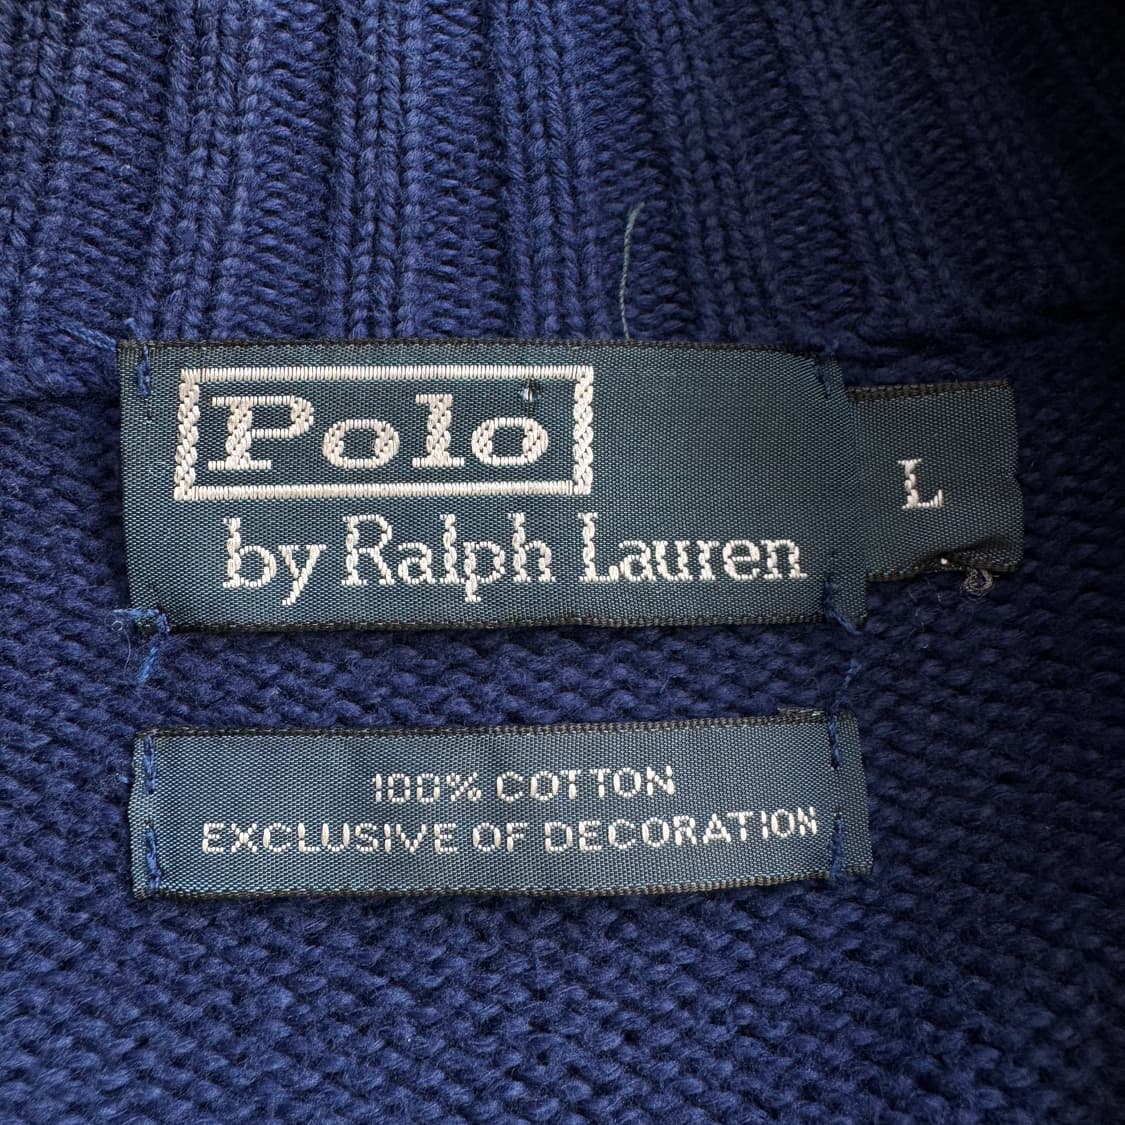 Polo
by Ralph Lauren
L
100% COTTON
EXCLUSIVE OF DECORATION